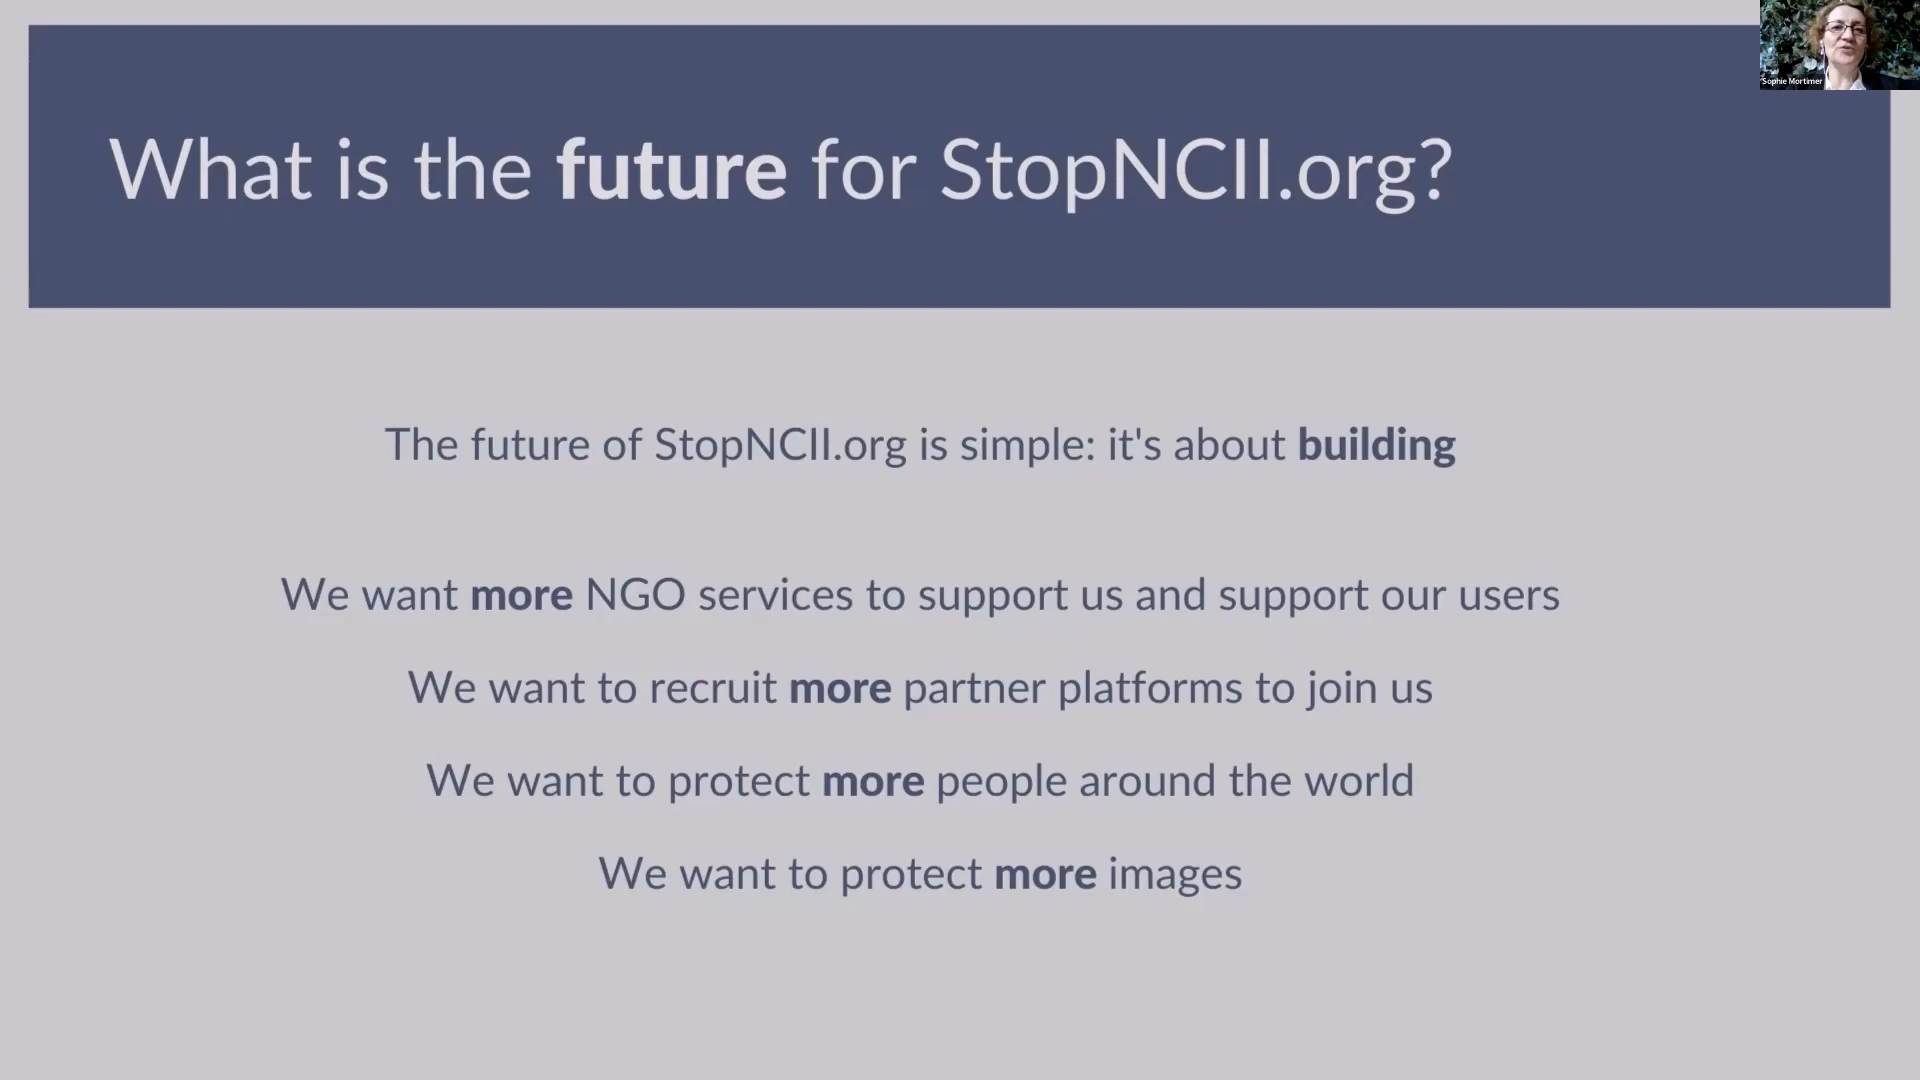 Sophie Mortimer
What is the future for StopNCII.org?
The future of StopNCII.org is simple: it's about building
We want more NGO services to support us and support our users
We want to recruit more partner platforms to join us
We want to protect more people around the world
We want to protect more images